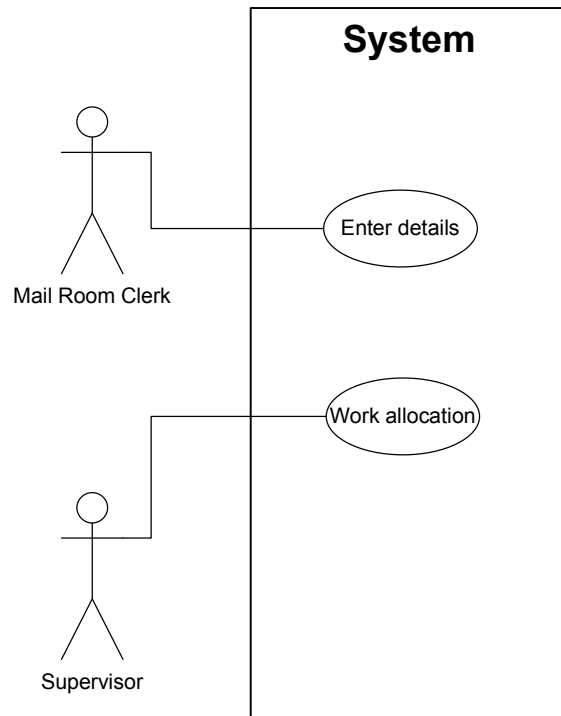 System
Enter details
Mail Room Clerk
Work allocation
Supervisor